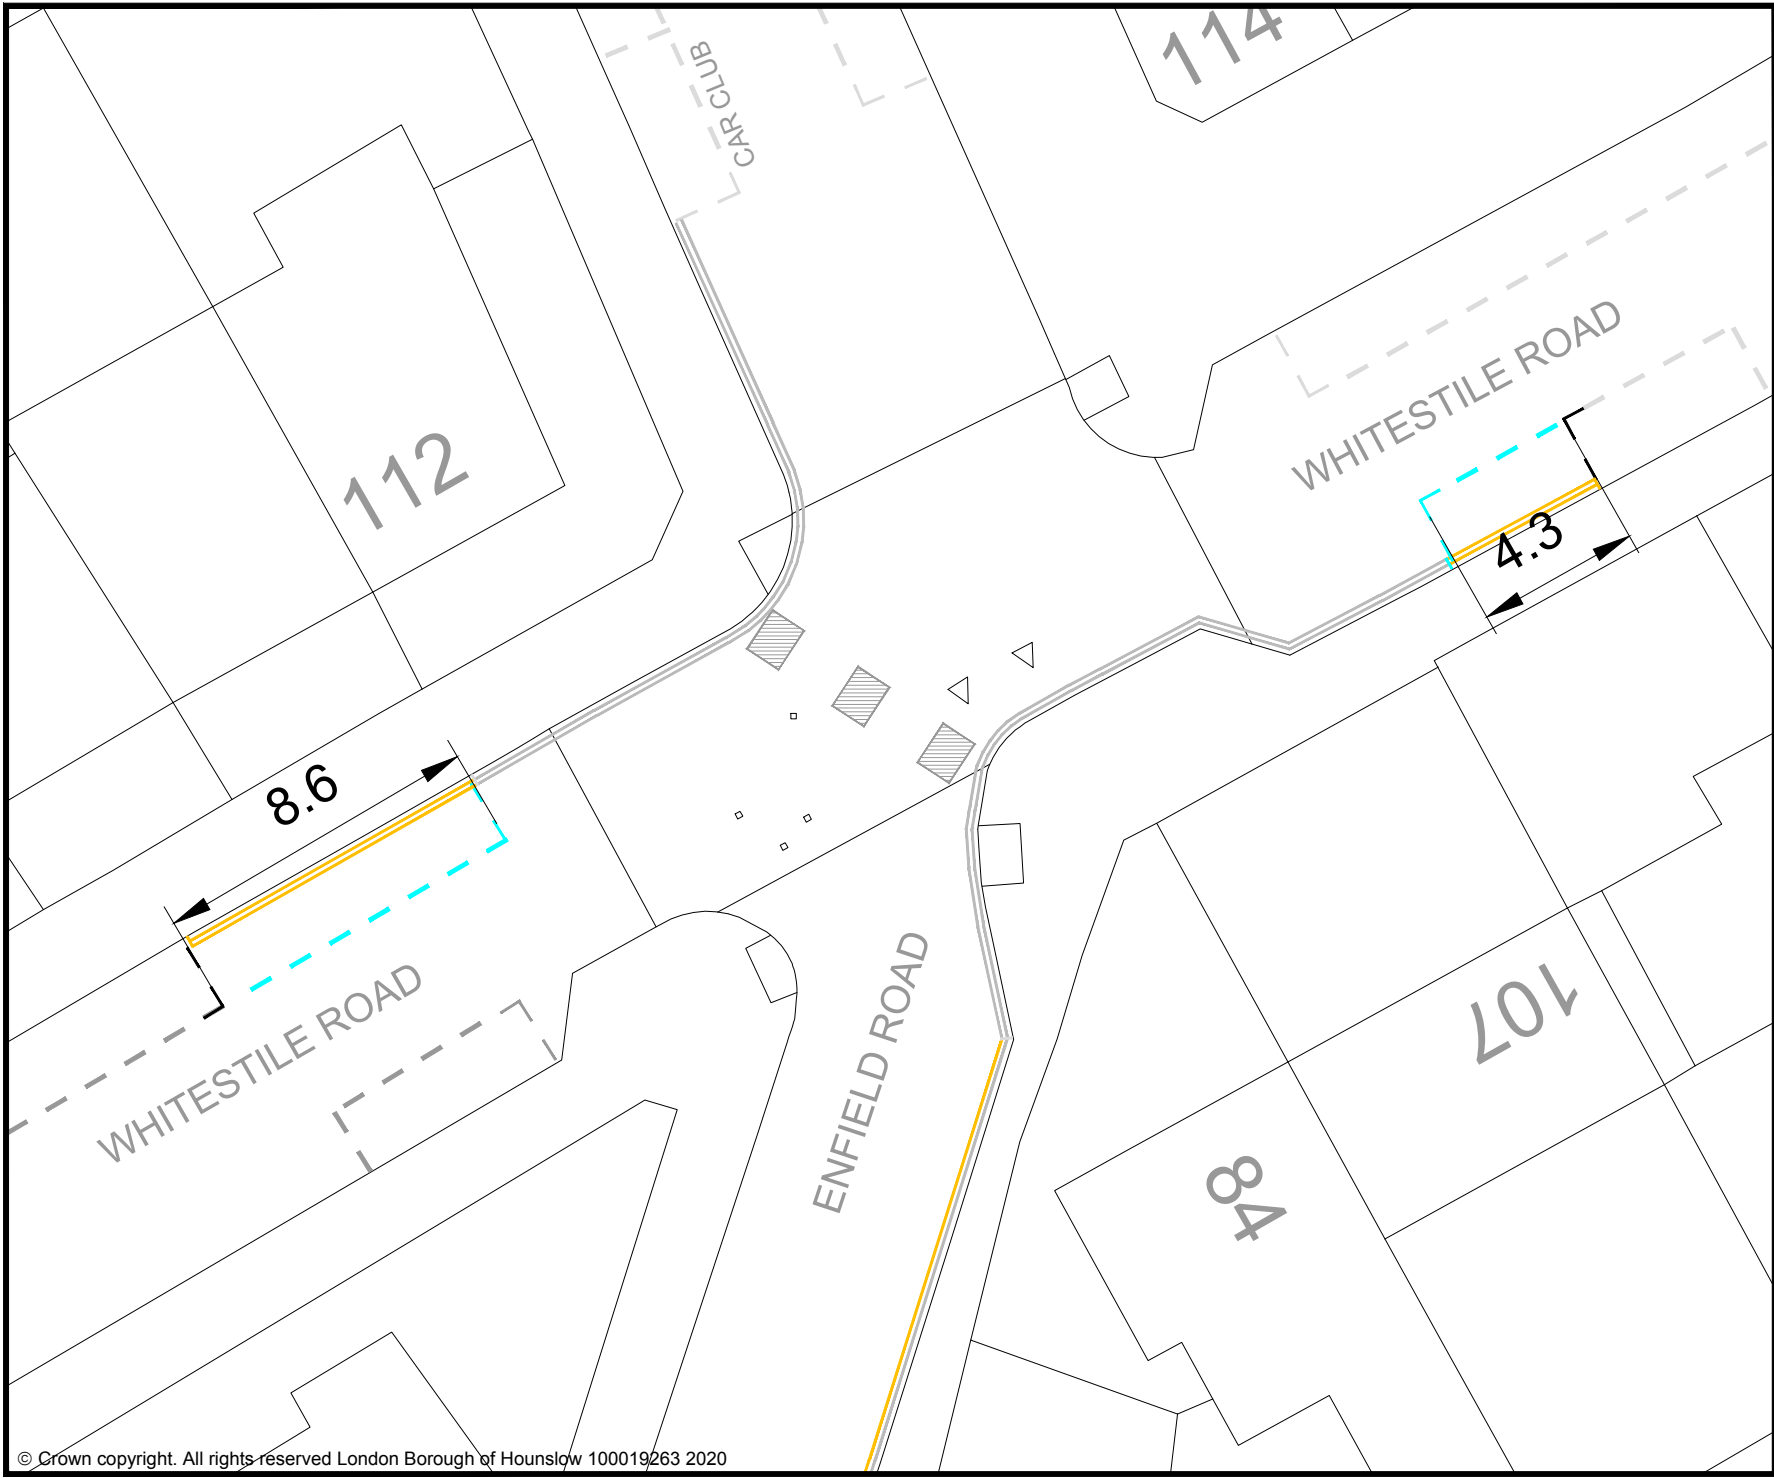 114
CAR CLUB
WHITESTILE ROAD
112
4.3
8.6
WHITESTILE ROAD
ENFIELD ROAD
107
84
© Crown copyright. All rights reserved London Borough of Hounslow 100019263 2020